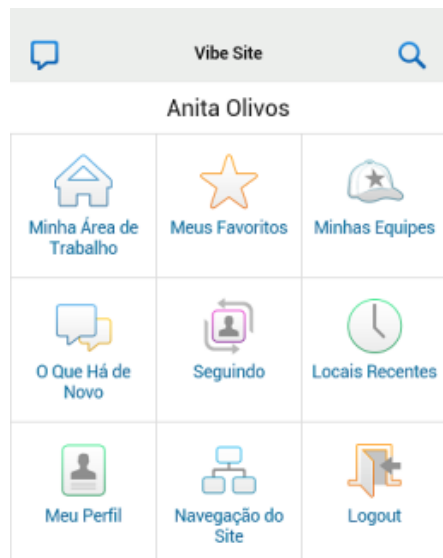 Vibe Site
Anita Olivos
Minha Área de
Trabalho
Meus Favoritos
Minhas Equipes
O Que Há de
Novo
Seguindo
Locais Recentes
Meu Perfil
Navegação do
Site
Logout